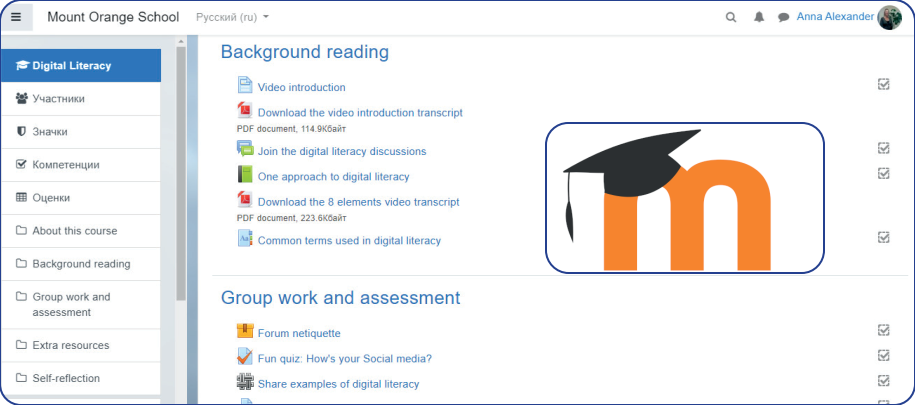 Mount Orange School
Русский (ru)
Anna Alexander
Digital Literacy
Участники
Значки
Компетенции
Оценки
About this course
Background reading
Group work and
assessment
Extra resources
Self-reflection
Background reading
Video introduction
Download the video introduction transcript
PDF document, 114.9Кбайт
Join the digital literacy discussions
One approach to digital literacy
Download the 8 elements video transcript
PDF document, 223.6Кбайт
Common terms used in digital literacy
m
Group work and assessment
Forum netiquette
Fun quiz: How's your Social media?
Share examples of digital literacy